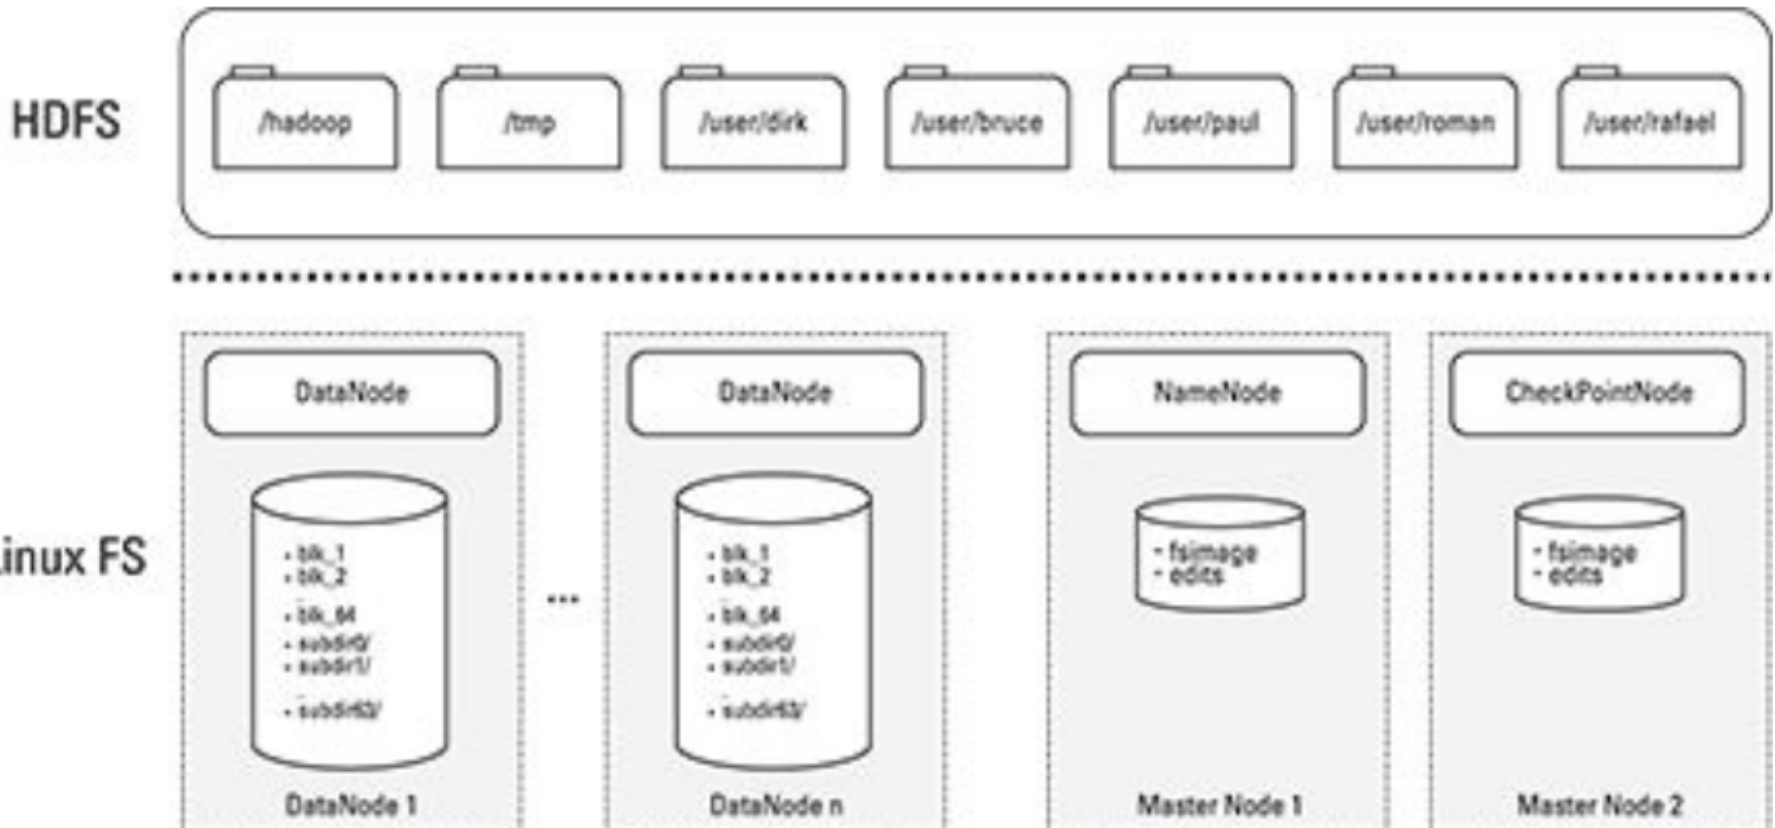 HDFS
/hadoop
/tmp
/user/dirk
/user/bruce
/user/paul
/user/roman
/user/rafael
DataNode
DataNode
NameNode
CheckPointNode
inux FS
• blk_1
• blk_2
...
• blk_64
• subdir0/
• subdir1/
...
• subdir63/
...
• blk_1
• blk_2
...
• blk_64
• subdir0/
• subdir1/
...
• subdir63/
- fsimage
- edits
- fsimage
- edits
DataNode 1
DataNode n
Master Node 1
Master Node 2